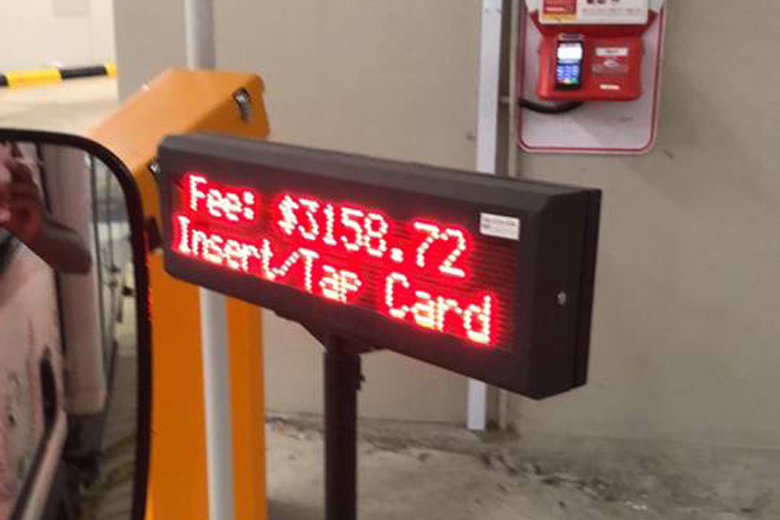 Fee: $3158.72
Insert/Tap Card